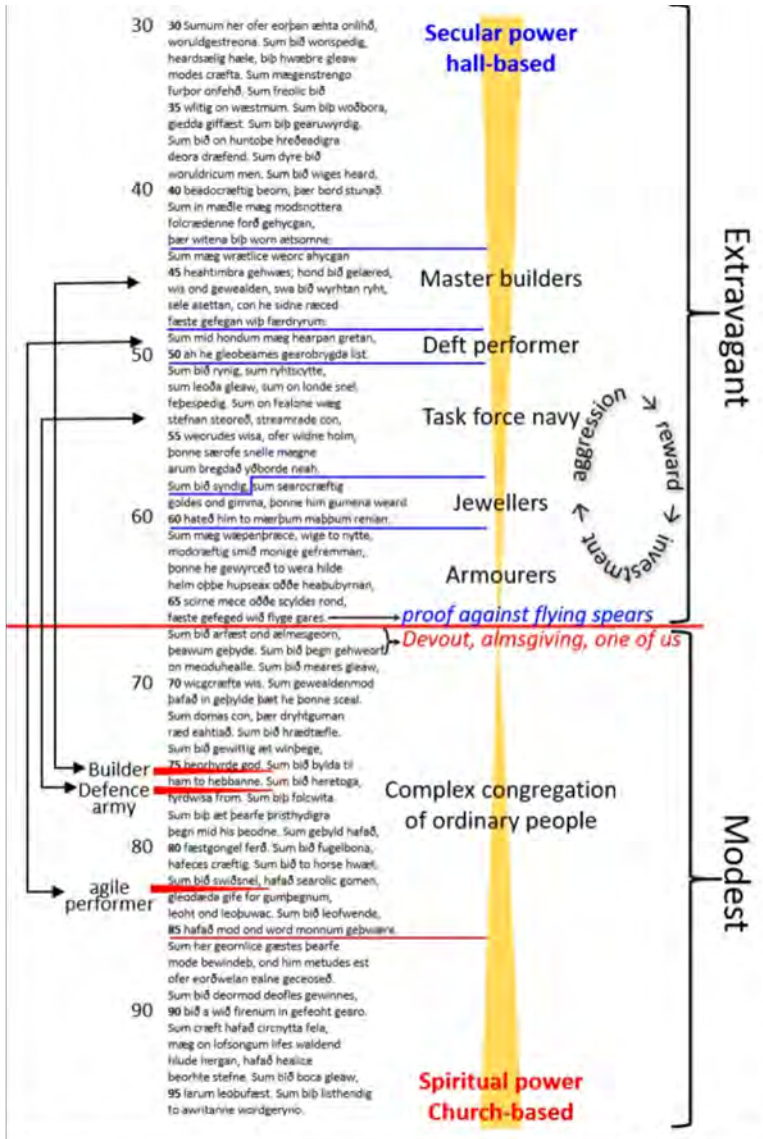 30
30 Sumum her ofer eorþan æhta onlihð,
woruldgestreona. Sum bið wonspedig,
heardsælig hæle, biþ hwæþre gleaw
modes cræfta. Sum mægenstrengo
furþor onfehð. Sum freolic bið
35 wlitig on wæstmum. Sum biþ woðbora,
giedda giffæst. Sum biþ gearuwyrdig.
Sum bið on huntoþe hreðeadigra
deora dræfend. Sum dyre bið
woruldricum men. Sum bið wiges heard,
40
40 beadocræftig beorn, þær bord stunað.
Sum in mæðle mæg modsnottera
folcrædenne forð gehycgan,
þær witena biþ worn ætsomne.
Sum mæg wrætlice weorc ahycgan
45 heahtimbra gehwæs; hond bið gelæred,
wis ond gewealden, swa bið wyrhtan ryht,
sele asettan, con he sidne ræced
fæste gefegan wiþ færdryrum.
Sum mid hondum mæg hearpan gretan,
50
50 ah he gleobeames gearobrygda list.
Sum bið rynig, sum ryhtscytte,
sum leoða gleaw, sum on londe snel,
feþespedig. Sum on fealone wæg
stefnan steoreð, streamrade con,
55 weorudes wisa, ofer widne holm,
þonne særofe snelle mægne
arum bregdað yðborde neah.
Sum bið syndig, sum searocræftig
goldes ond gimma, þonne him gumena weard
60
60 hateð him to mærþum maþþum renian.
Sum mæg wæpenþræce, wige to nytte,
modcræftig smið monige gefremman,
þonne he gewyrceð to wera hilde
helm oþþe hupseax oððe heaþubyrnan,
65 scirne mece oððe scyldes rond,
fæste gefeged wið flyge gares.
Sum bið arfæst ond ælmesgeorn,
þeawum geþyde. Sum bið þegn gehweorf
on meoduhealle. Sum bið meares gleaw,
70
70 wicgcræfta wis. Sum gewealdenmod
þafað in geþylde þæt he þonne sceal.
Sum domas con, þær dryhtguman
ræd eahtiað. Sum bið hrædtæfle.
Sum bið gewittig æt winþege,
75 beorhyrde god. Sum bið bylda til
ham to hebbanne. Sum bið heretoga,
fyrdwisa from. Sum biþ folcwita.
Sum biþ æt þearfe þristhydigra
þegn mid his þeodne. Sum geþyld hafað,
80
80 fæstgongel ferð. Sum bið fugelbona,
hafeces cræftig. Sum bið to horse hwæt.
Sum bið swiðsnel, hafað searolic gomen,
gleodæda gife for gumþegnum,
leoht ond leoþuwac. Sum bið leofwende,
85 hafað mod ond word monnum geþwære.
Sum her geornlice gæstes þearfe
mode bewindeþ, ond him metudes est
ofer eorðwelan ealne geceoseð.
Sum bið deormod deofles gewinnes,
90
90 bið a wið firenum in gefeoht gearo.
Sum cræft hafað circnytta fela,
mæg on lofsongum lifes waldend
hlude hergan, hafað healice
beorhte stefne. Sum bið boca gleaw,
95 larum leoþufæst. Sum biþ listhendig
to awritanne wordgeryno.
Builder
Defence
army
agile
performer
Secular power
hall-based
Master builders
Deft performer
Task force navy
Jewellers
Armourers
proof against flying spears
Devout, almsgiving, one of us
Complex congregation
of ordinary people
Spiritual power
Church-based
aggression
reward
investment
Extravagant
Modest